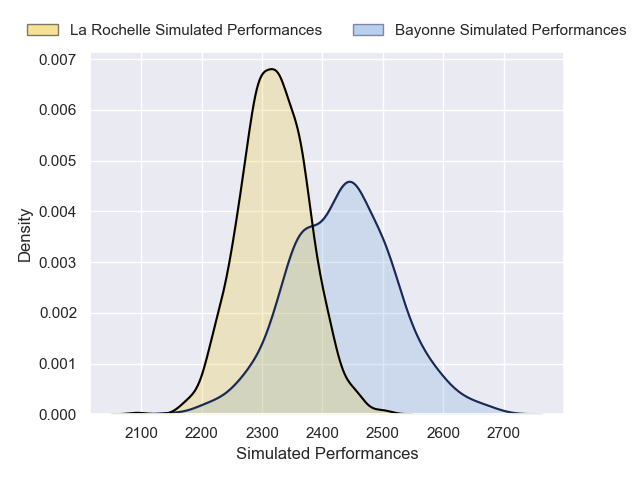 La Rochelle Simulated Performances
Bayonne Simulated Performances
0.007
0.006
0.005
0.004
0.003
0.002
0.001
0.000
Density
2100 2200 2300 2400 2500 2600 2700
Simulated Performances